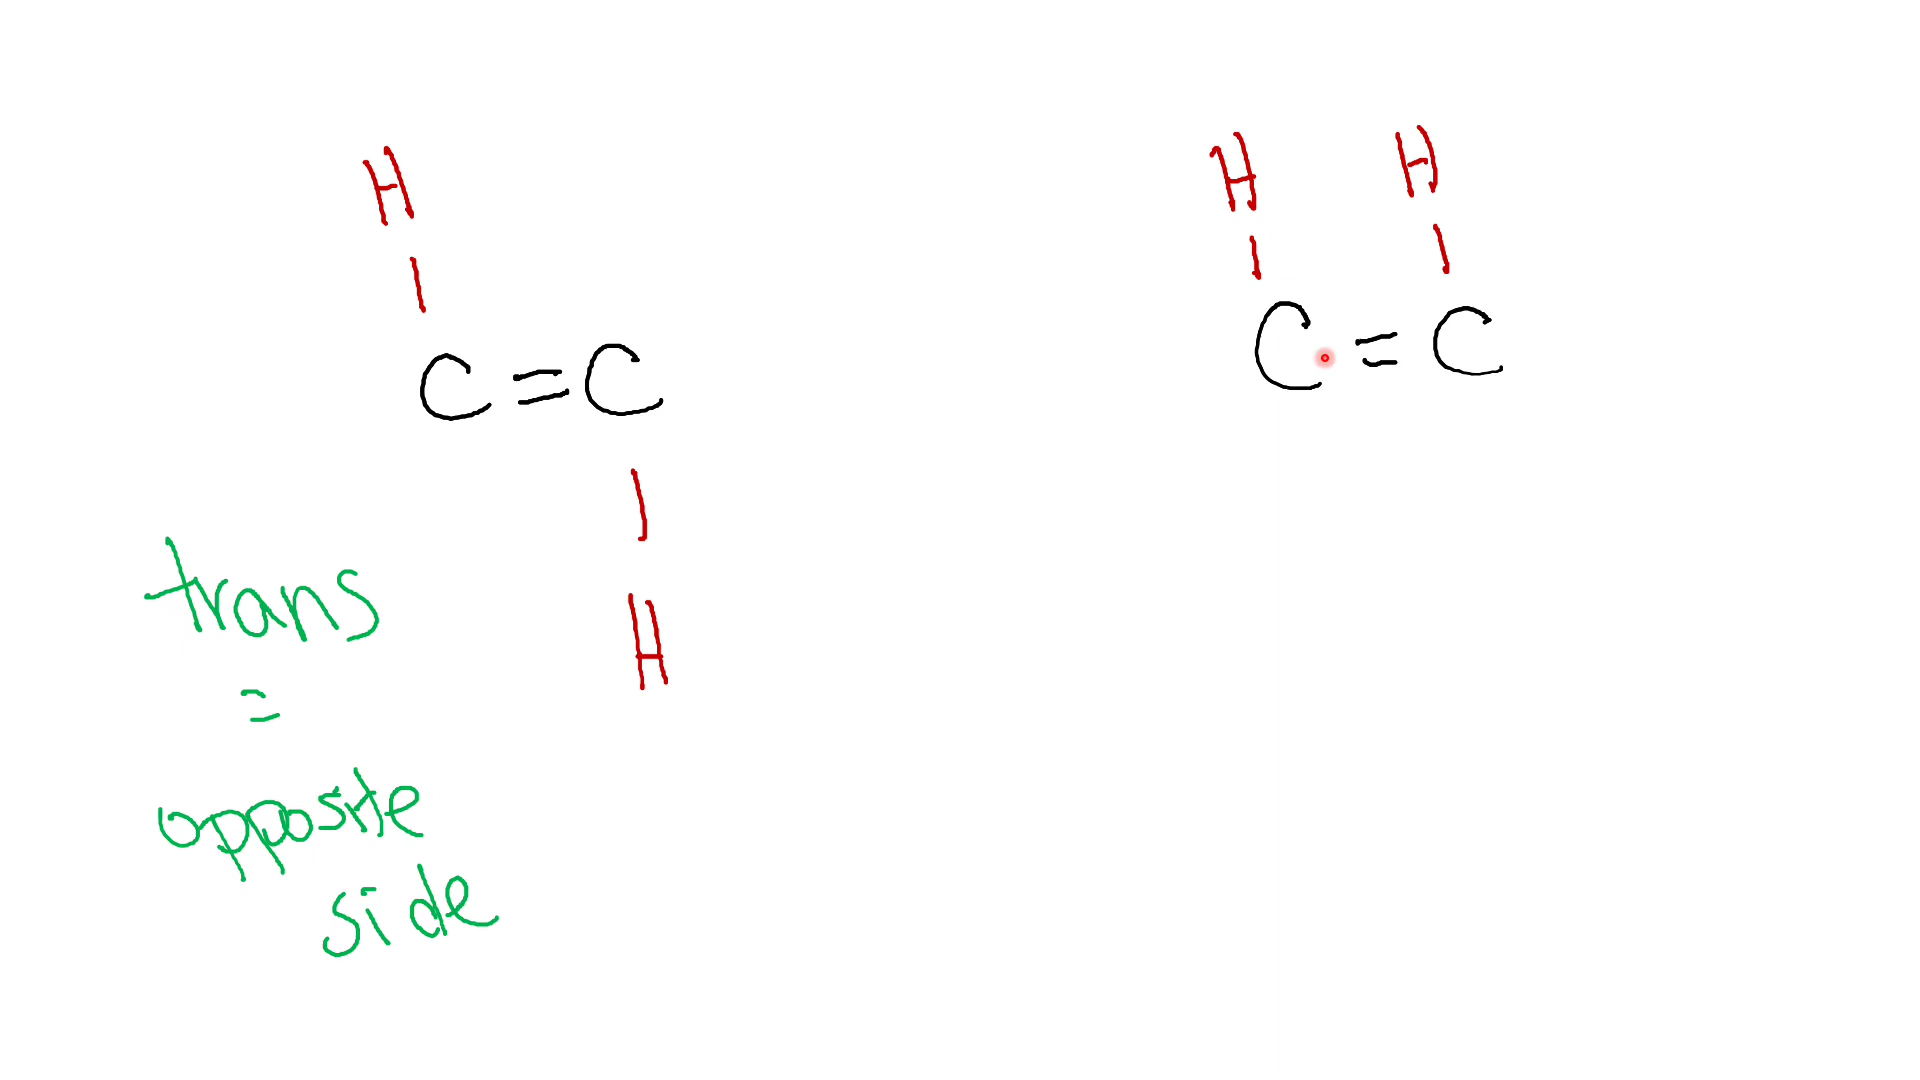 H
C=C
H
trans
=
opposite
side
H H
C=C